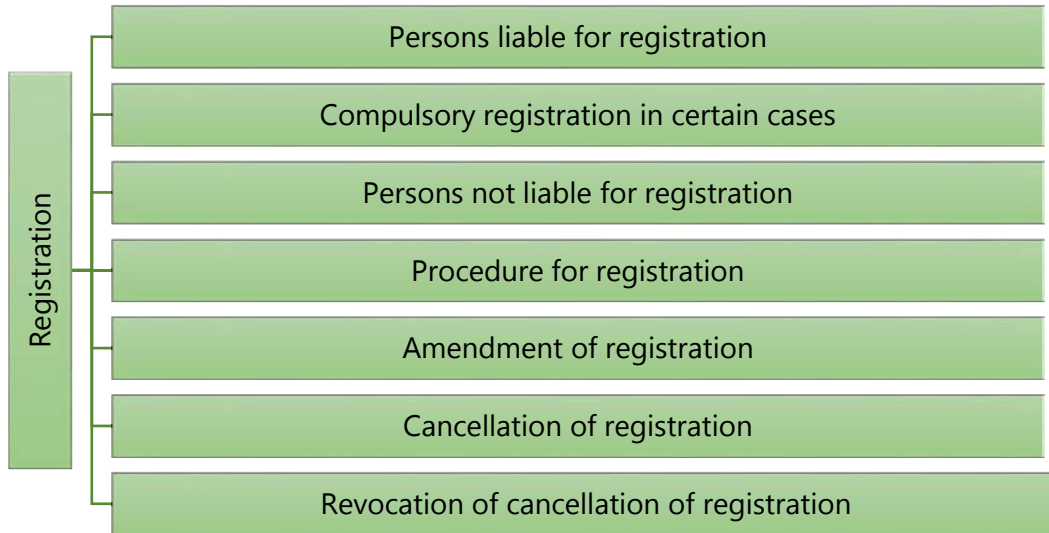 Registration
Persons liable for registration
Compulsory registration in certain cases
Persons not liable for registration
Procedure for registration
Amendment of registration
Cancellation of registration
Revocation of cancellation of registration